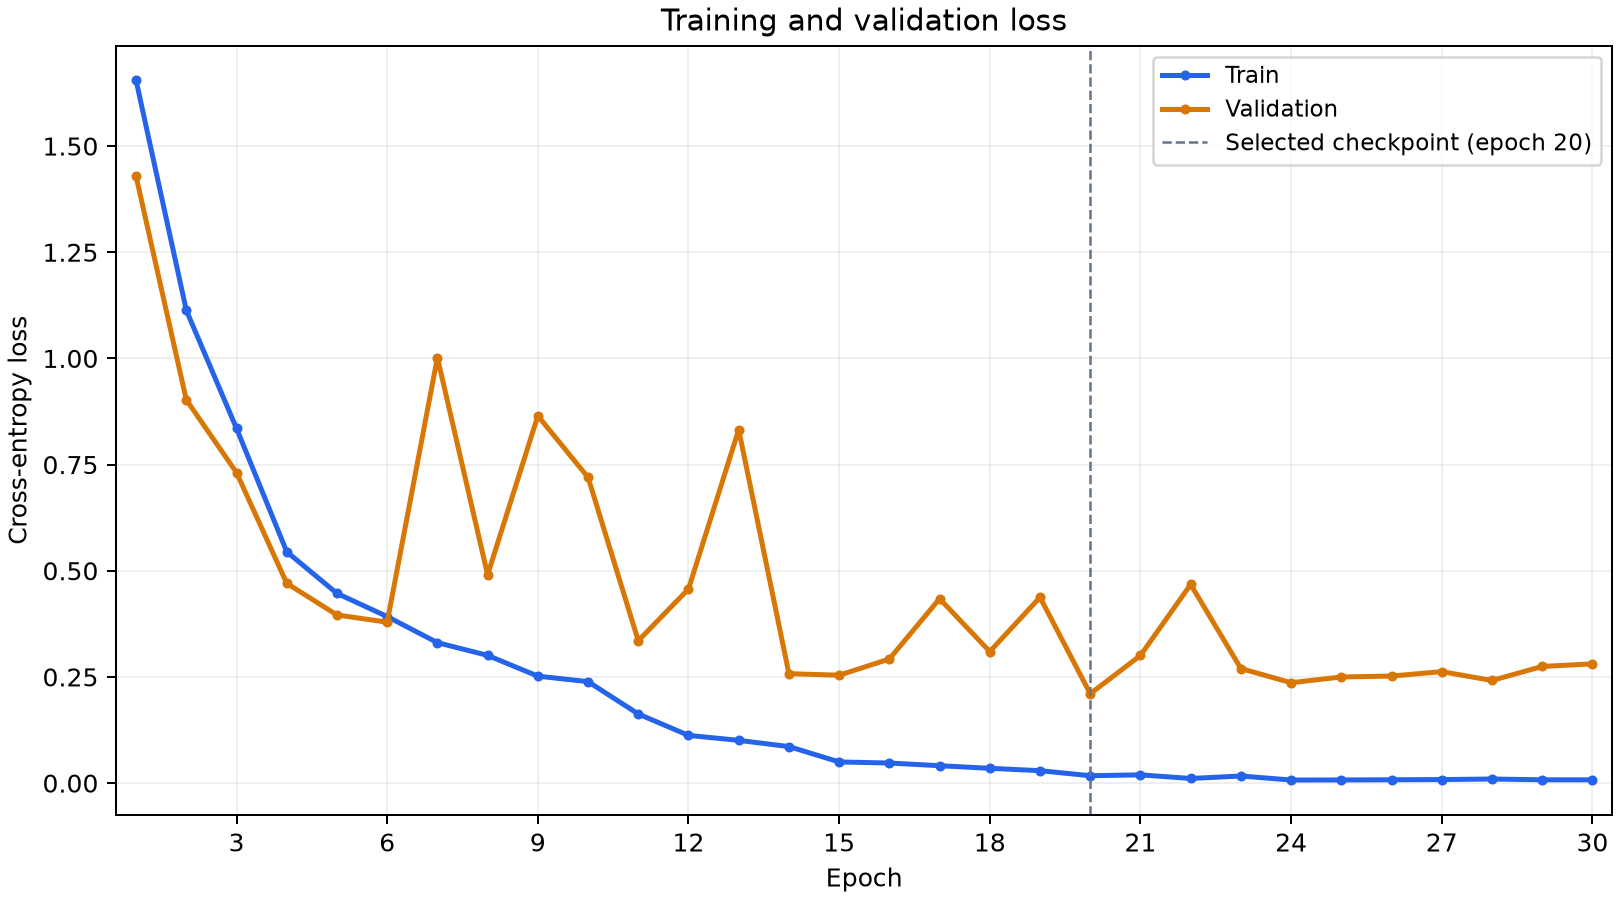 Training and validation loss
Train
Validation
Selected checkpoint (epoch 20)
Cross-entropy loss
1.50
1.25
1.00
0.75
0.50
0.25
0.00
3 6 9 12 15 18 21 24 27 30
Epoch